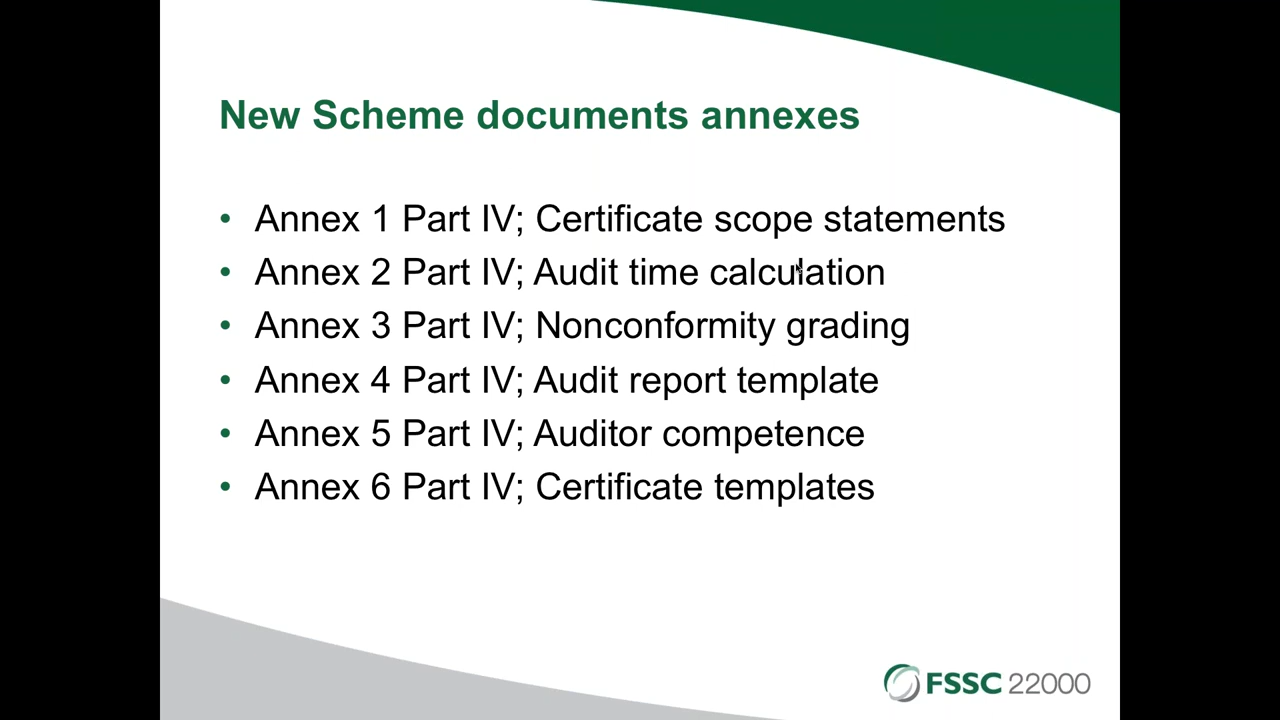 New Scheme documents annexes
• Annex 1 Part IV; Certificate scope statements
• Annex 2 Part IV; Audit time calculation
• Annex 3 Part IV; Nonconformity grading
• Annex 4 Part IV; Audit report template
• Annex 5 Part IV; Auditor competence
• Annex 6 Part IV; Certificate templates
FSSC 22000